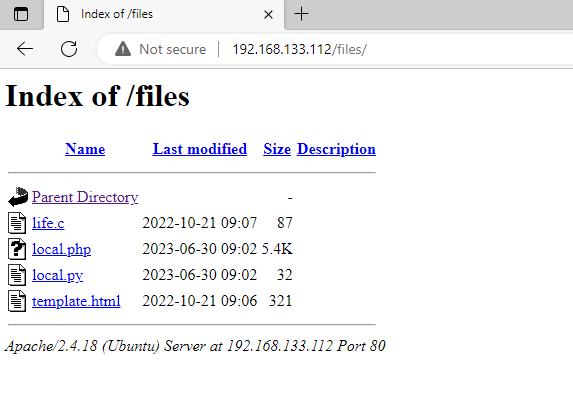 Index of /files
Not secure 192.168.133.112/files/
Index of /files
Name Last modified Size Description
Parent Directory -
life.c 2022-10-21 09:07 87
local.php 2023-06-30 09:02 5.4K
local.py 2023-06-30 09:02 32
template.html 2022-10-21 09:06 321
Apache/2.4.18 (Ubuntu) Server at 192.168.133.112 Port 80